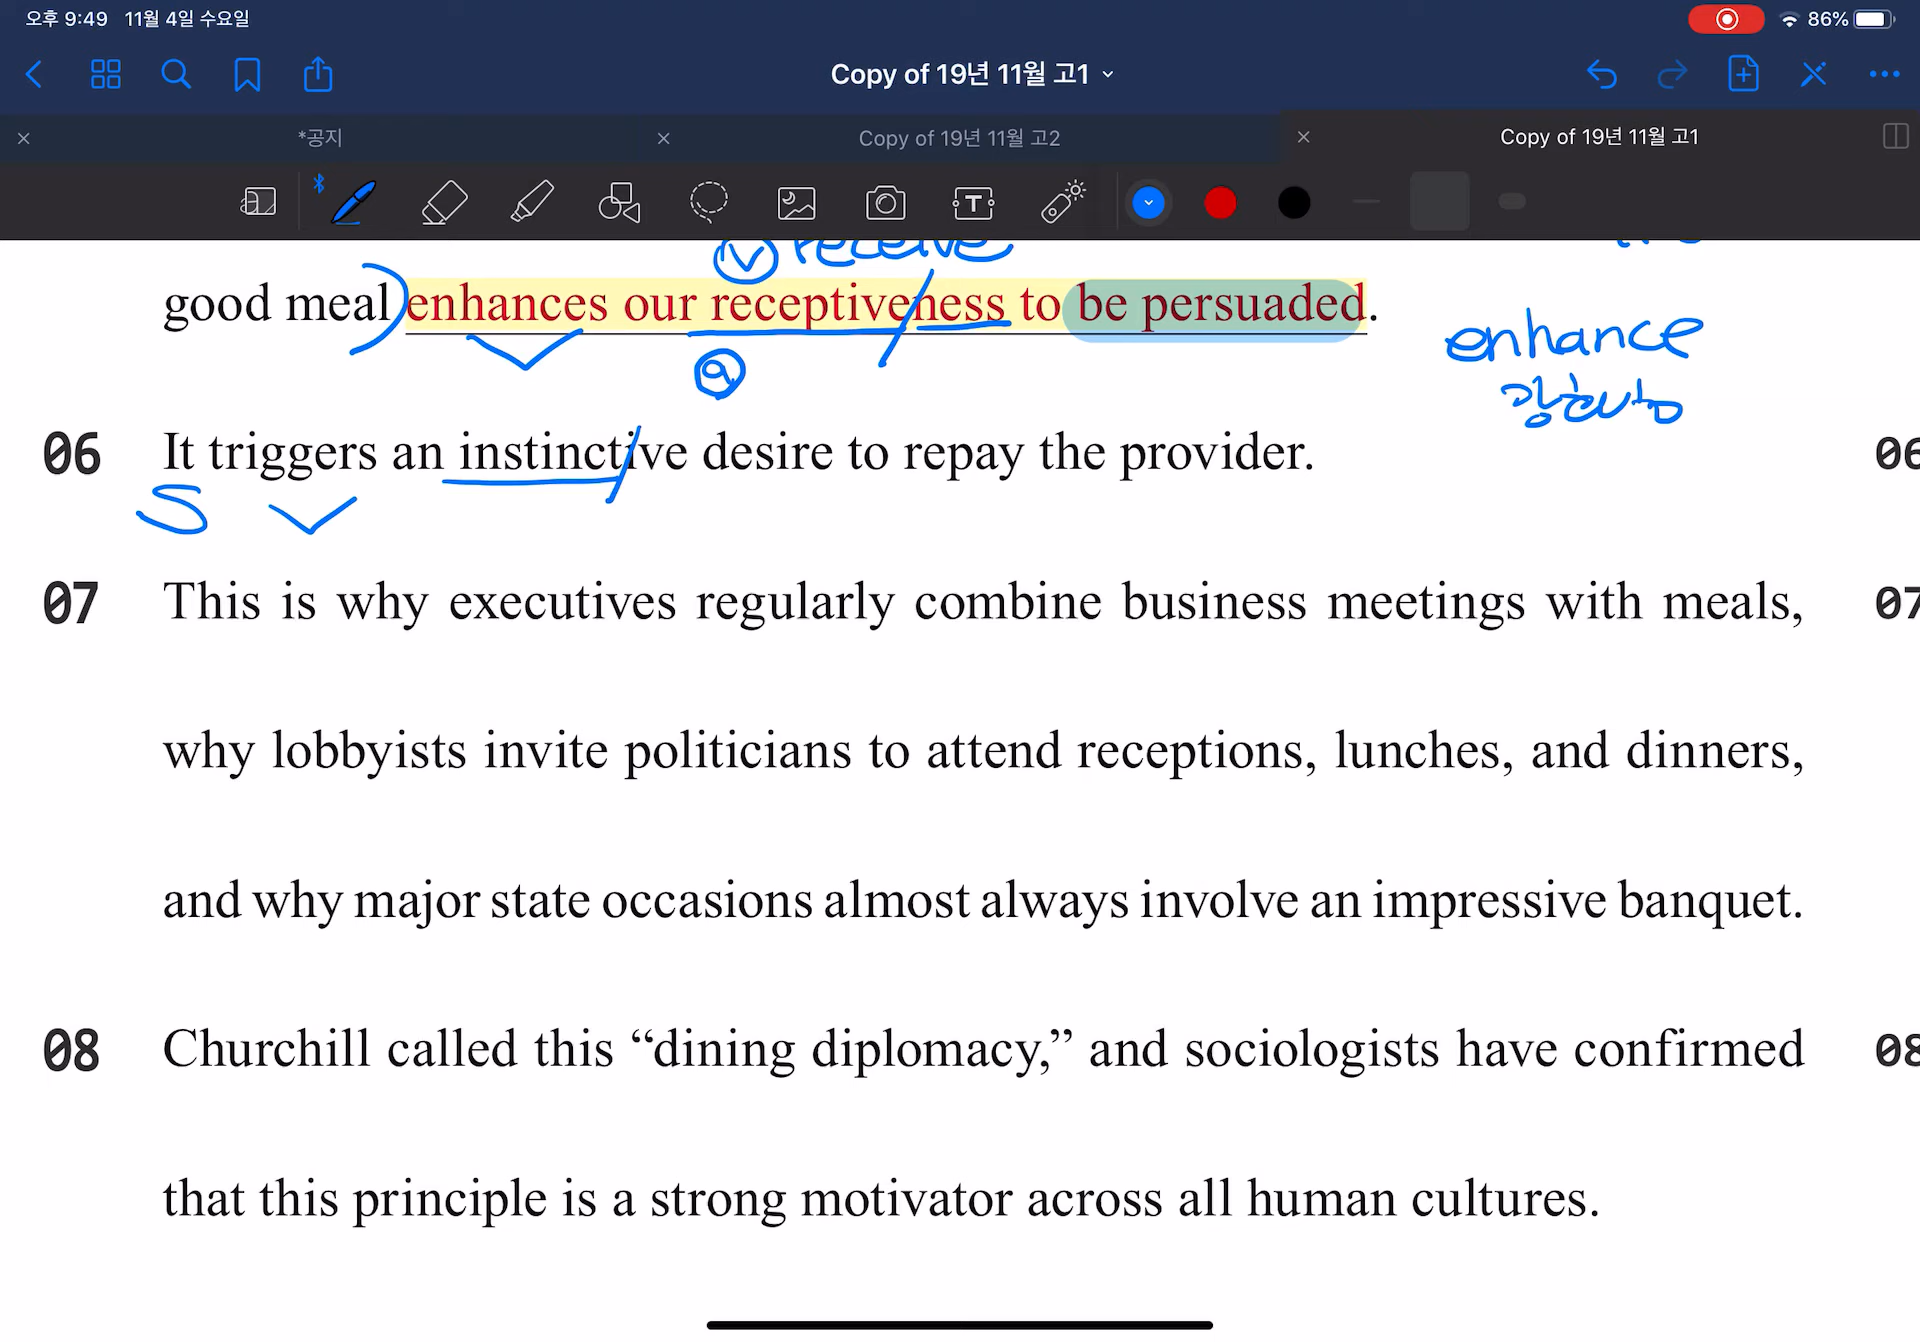 오후 9:49 11월 4일 수요일
86%
Copy of 19년 11월 고1
*공지
Copy of 19년 11월 고2
Copy of 19년 11월 고1
ⓥ receive
good meal enhances our receptiveness to be persuaded.
ⓐ
enhance
06 It triggers an instinctive desire to repay the provider. 06
S
07 This is why executives regularly combine business meetings with meals, 07
why lobbyists invite politicians to attend receptions, lunches, and dinners,
and why major state occasions almost always involve an impressive banquet.
08 Churchill called this “dining diplomacy,” and sociologists have confirmed 08
that this principle is a strong motivator across all human cultures.